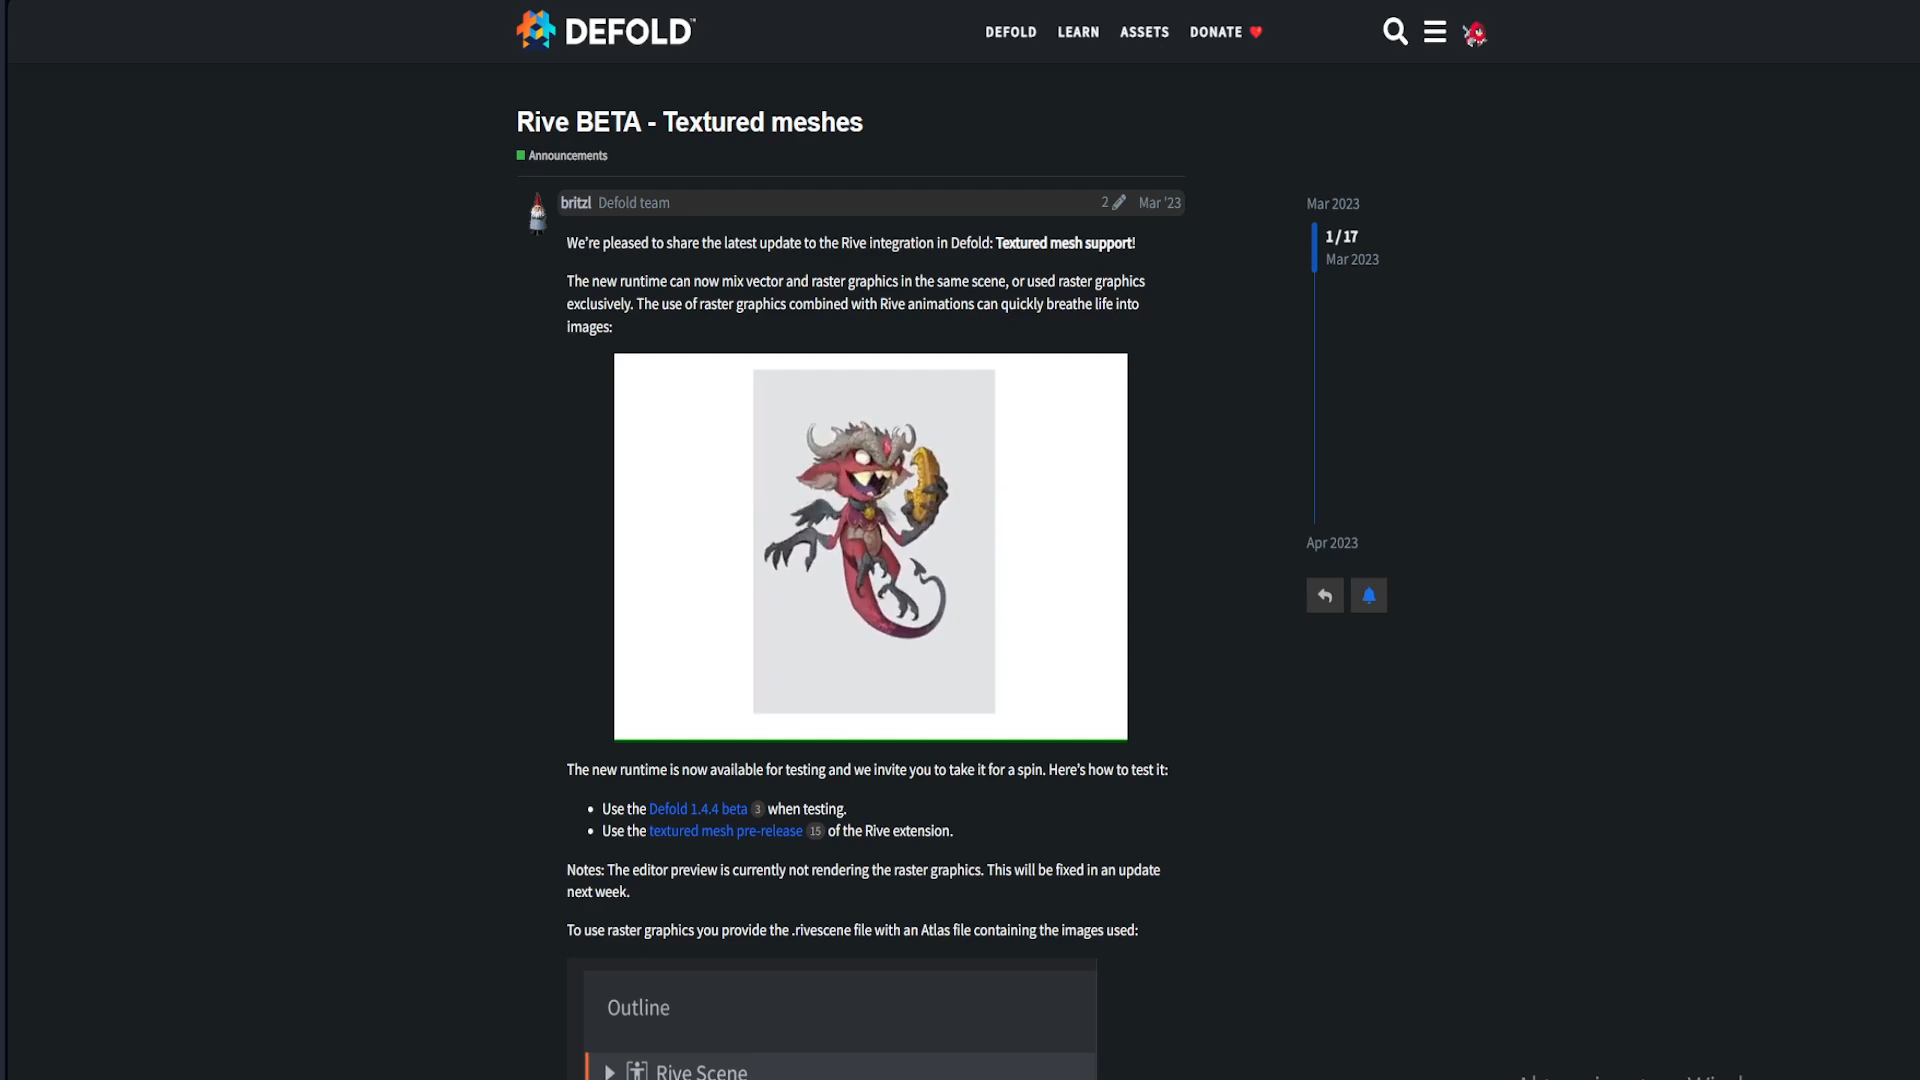 DEFOLD™
DEFOLD LEARN ASSETS DONATE
Rive BETA - Textured meshes
Announcements
britzl Defold team 2 Mar '23
We're pleased to share the latest update to the Rive integration in Defold: Textured mesh support!
The new runtime can now mix vector and raster graphics in the same scene, or used raster graphics
exclusively. The use of raster graphics combined with Rive animations can quickly breathe life into
images:
The new runtime is now available for testing and we invite you to take it for a spin. Here's how to test it:
• Use the Defold 1.4.4 beta 3 when testing.
• Use the textured mesh pre-release 15 of the Rive extension.
Notes: The editor preview is currently not rendering the raster graphics. This will be fixed in an update
next week.
To use raster graphics you provide the .rivescene file with an Atlas file containing the images used:
Outline
Rive Scene
Mar 2023
1 / 17
Mar 2023
Apr 2023